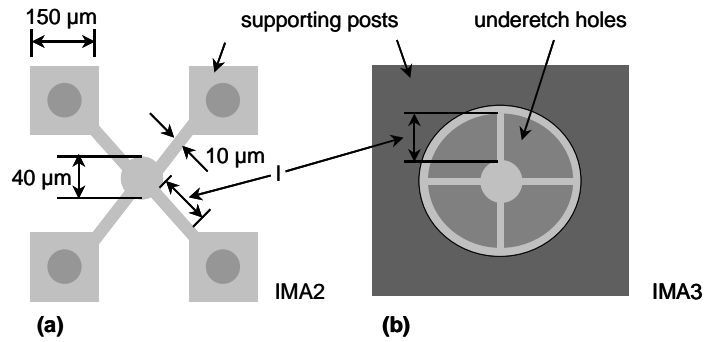 150 µm
supporting posts
underetch holes
10 µm
40 µm
l
IMA2
IMA3
(a)
(b)